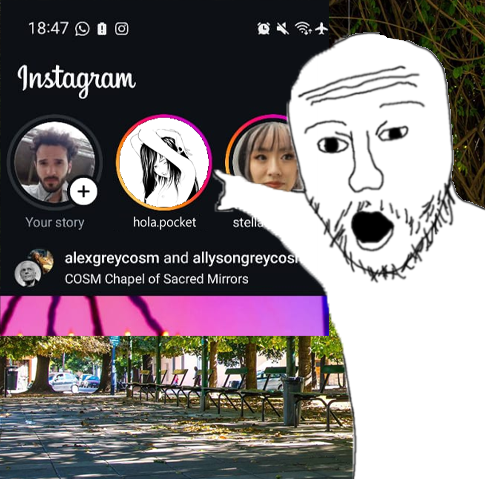 18:47
Instagram
Your story
hola.pocket
stella
alexgreycosm and allysongreycosm
COSM Chapel of Sacred Mirrors